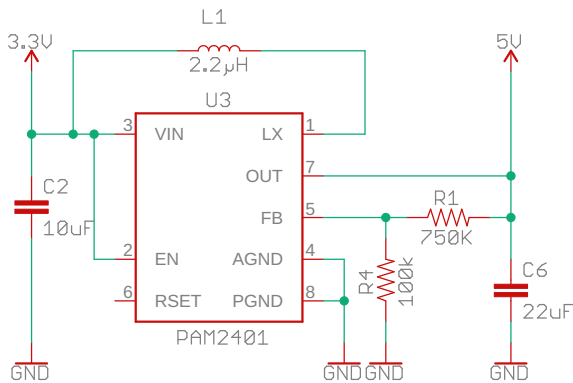 L1
3.3V
5V
2.2µH
U3
3
VIN
LX
1
OUT
7
C2
10uF
FB
5
R1
750K
2
EN
AGND
4
R4
100k
C6
22uF
6
RSET
PGND
8
PAM2401
GND
GND
GND
GND